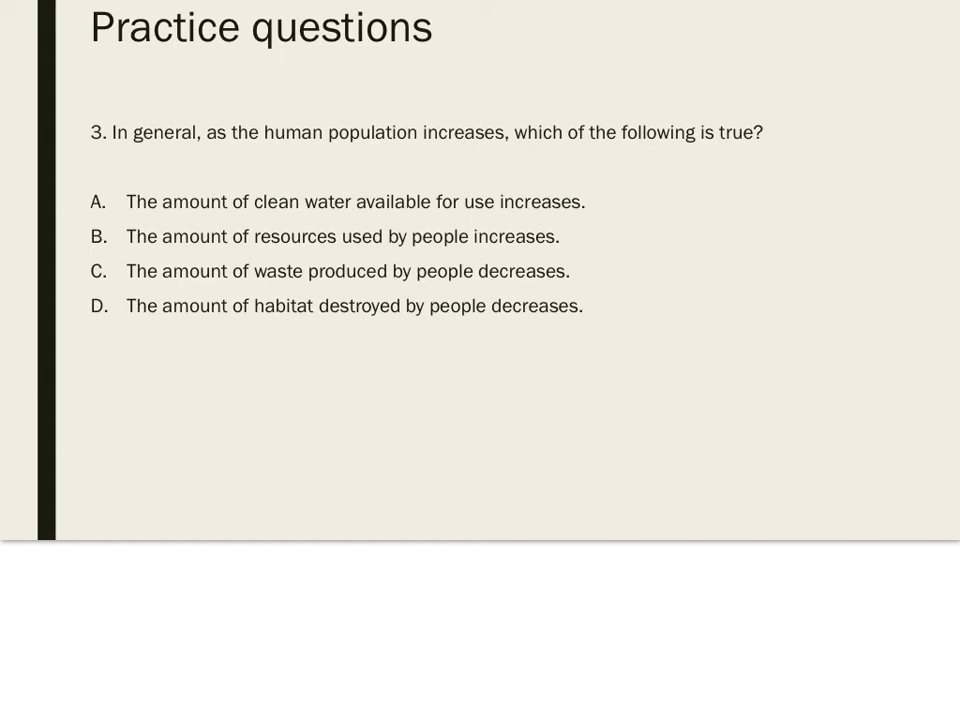 Practice questions
3. In general, as the human population increases, which of the following is true?
A. The amount of clean water available for use increases.
B. The amount of resources used by people increases.
C. The amount of waste produced by people decreases.
D. The amount of habitat destroyed by people decreases.